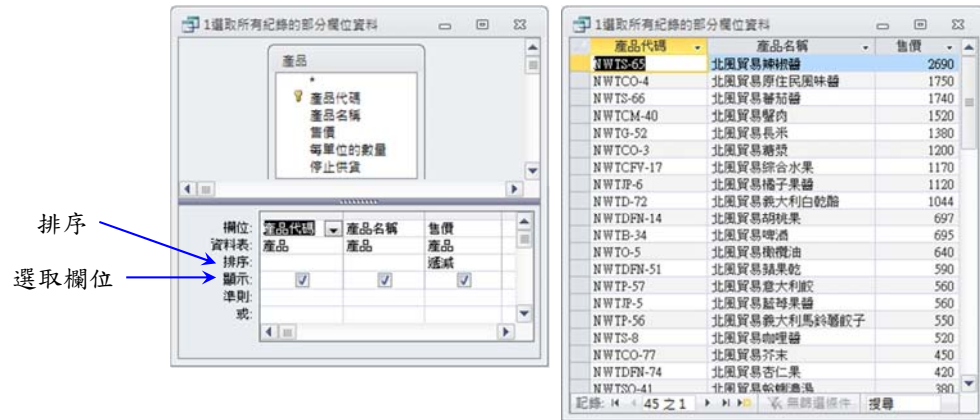 排序
選取欄位
1選取所有紀錄的部分欄位資料
產品
*
產品代碼
產品名稱
售價
每單位的數量
停止供貨
欄位: 產品代碼 產品名稱 售價
資料表: 產品 產品 產品
排序: 遞減
顯示:
準則:
或:
1選取所有紀錄的部分欄位資料
產品代碼 產品名稱 售價
NWTS-65 北風貿易辣椒醬 2690
NWTCO-4 北風貿易原住民風味醬 1750
NWTS-66 北風貿易蕃茄醬 1740
NWTCM-40 北風貿易蟹肉 1520
NWTG-52 北風貿易長米 1380
NWTCO-3 北風貿易糖漿 1200
NWTCFV-17 北風貿易綜合水果 1170
NWTJP-6 北風貿易橘子果醬 1120
NWTD-72 北風貿易義大利白乾酪 1044
NWTDFN-14 北風貿易胡桃果 697
NWTB-34 北風貿易啤酒 695
NWTO-5 北風貿易橄欖油 640
NWTDFN-51 北風貿易蘋果乾 590
NWTP-57 北風貿易意大利餃 560
NWTJP-5 北風貿易藍莓果醬 560
NWTP-56 北風貿易義大利馬鈴薯餃子 550
NWTS-8 北風貿易咖哩醬 520
NWTCO-77 北風貿易芥末 450
NWTDFN-74 北風貿易杏仁果 420
NWTSO-41 北風貿易蛤蜊濃湯 380
記錄: 45 之 1 無篩選條件 搜尋